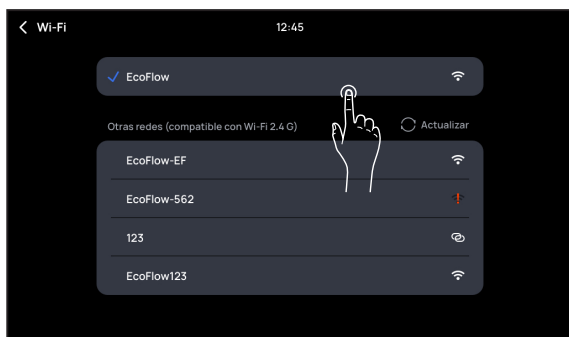 Wi-Fi 12:45
EcoFlow
Otras redes (compatible con Wi-Fi 2.4 G) Actualizar
EcoFlow-EF
EcoFlow-562
123
EcoFlow123